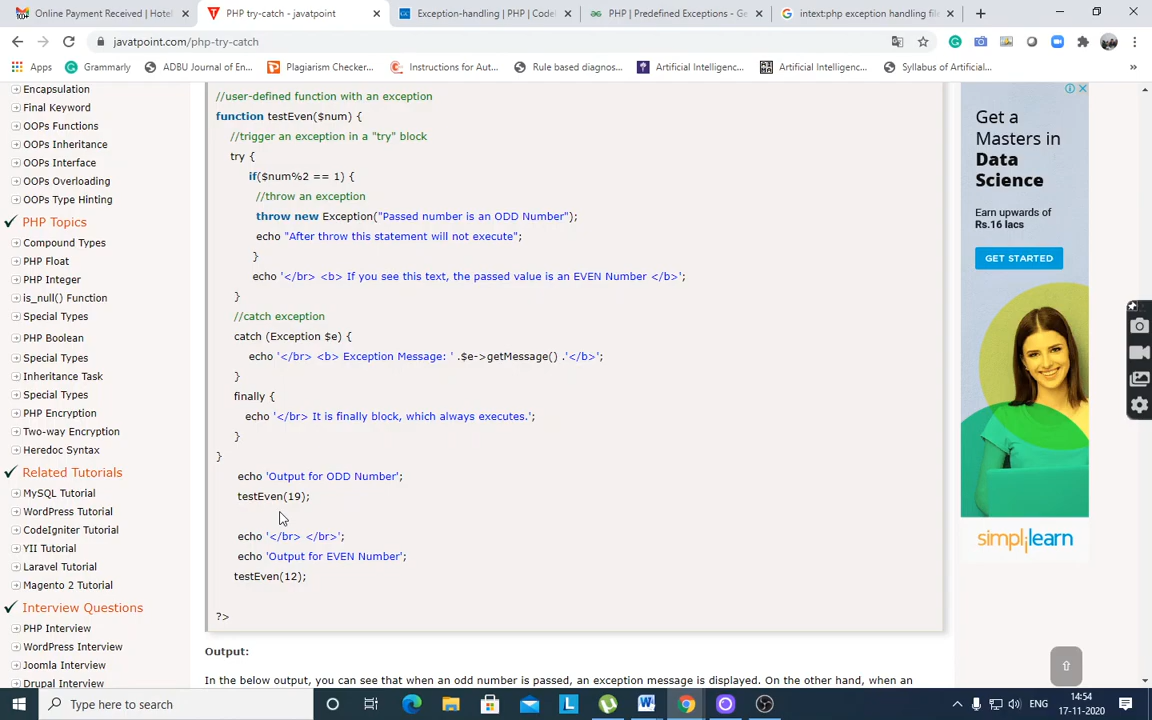 Online Payment Received | Hotel
PHP try-catch - javatpoint
Exception-handling | PHP | Codel
PHP | Predefined Exceptions - Ge
intext:php exception handling file
javatpoint.com/php-try-catch
Apps
Grammarly
ADBU Journal of En...
Plagiarism Checker...
Instructions for Aut...
Rule based diagnos...
Artificial Intelligenc...
Artificial Intelligenc...
Syllabus of Artificial...
Encapsulation
Final Keyword
OOPs Functions
OOPs Inheritance
OOPs Interface
OOPs Overloading
OOPs Type Hinting
PHP Topics
Compound Types
PHP Float
PHP Integer
is_null() Function
Special Types
PHP Boolean
Special Types
Inheritance Task
Special Types
PHP Encryption
Two-way Encryption
Heredoc Syntax
Related Tutorials
MySQL Tutorial
WordPress Tutorial
CodeIgniter Tutorial
YII Tutorial
Laravel Tutorial
Magento 2 Tutorial
Interview Questions
PHP Interview
WordPress Interview
Joomla Interview
Drupal Interview
//user-defined function with an exception
function testEven($num) {
//trigger an exception in a "try" block
try {
if($num%2 == 1) {
//throw an exception
throw new Exception("Passed number is an ODD Number");
echo "After throw this statement will not execute";
}
echo '</br> <b> If you see this text, the passed value is an EVEN Number </b>';
}
//catch exception
catch (Exception $e) {
echo '</br> <b> Exception Message: ' .$e->getMessage() .'</b>';
}
finally {
echo '</br> It is finally block, which always executes.';
}
}
echo 'Output for ODD Number';
testEven(19);
echo '</br> </br>';
echo 'Output for EVEN Number';
testEven(12);
?>
Output:
In the below output, you can see that when an odd number is passed, an exception message is displayed. On the other hand, when an
Get a
Masters in
Data
Science
Earn upwards of
Rs.16 lacs
GET STARTED
simplilearn
Type here to search
ENG
14:54
17-11-2020